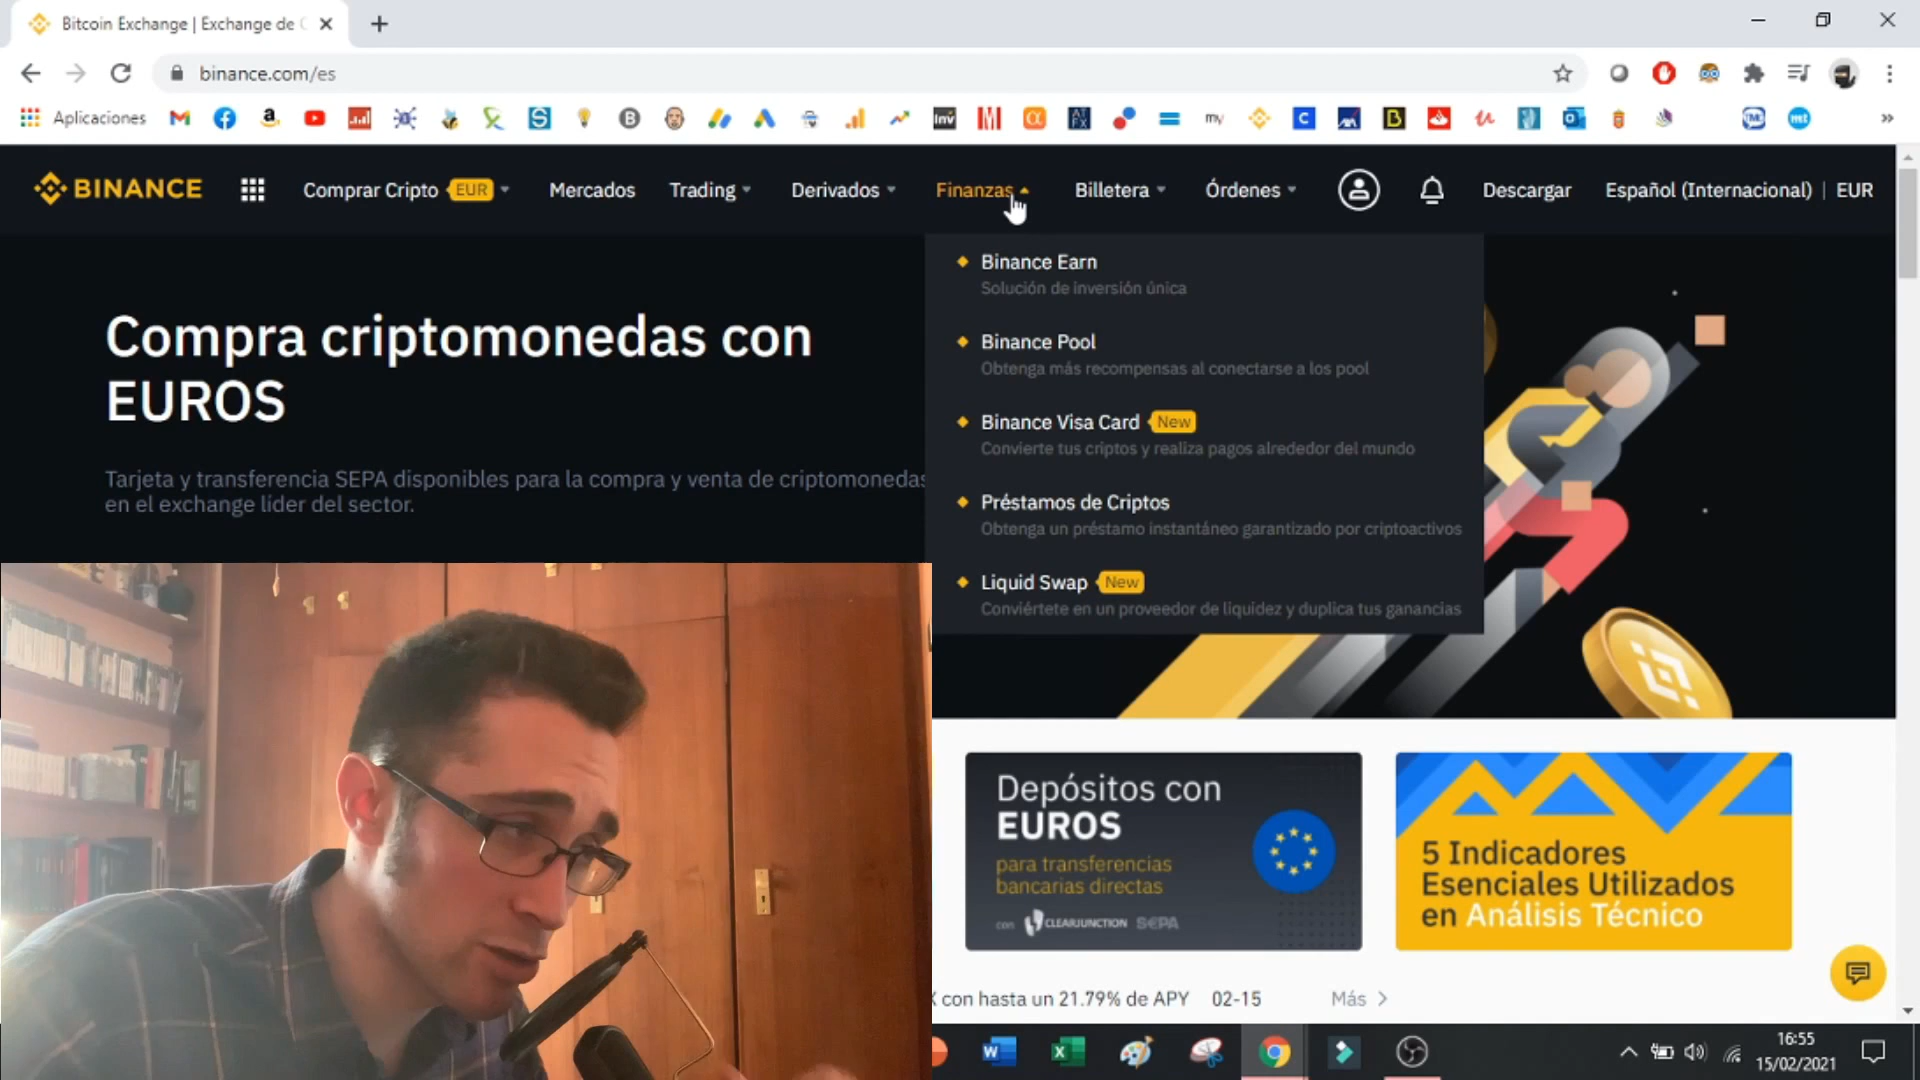 Bitcoin Exchange | Exchange de C
binance.com/es
Aplicaciones
BINANCE
Comprar Cripto EUR
Mercados
Trading
Derivados
Finanzas
Billetera
Órdenes
Descargar
Español (Internacional) | EUR
Binance Earn
Solución de inversión única
Binance Pool
Obtenga más recompensas al conectarse a los pool
Binance Visa Card New
Convierte tus criptos y realiza pagos alrededor del mundo
Préstamos de Criptos
Obtenga un préstamo instantáneo garantizado por criptoactivos
Liquid Swap New
Conviértete en un proveedor de liquidez y duplica tus ganancias
Compra criptomonedas con
EUROS
Tarjeta y transferencia SEPA disponibles para la compra y venta de criptomonedas
en el exchange líder del sector.
Depósitos con
EUROS
para transferencias
bancarias directas
con CLEARJUNCTION SEPA
5 Indicadores
Esenciales Utilizados
en Análisis Técnico
con hasta un 21.79% de APY 02-15
Más
16:55
15/02/2021